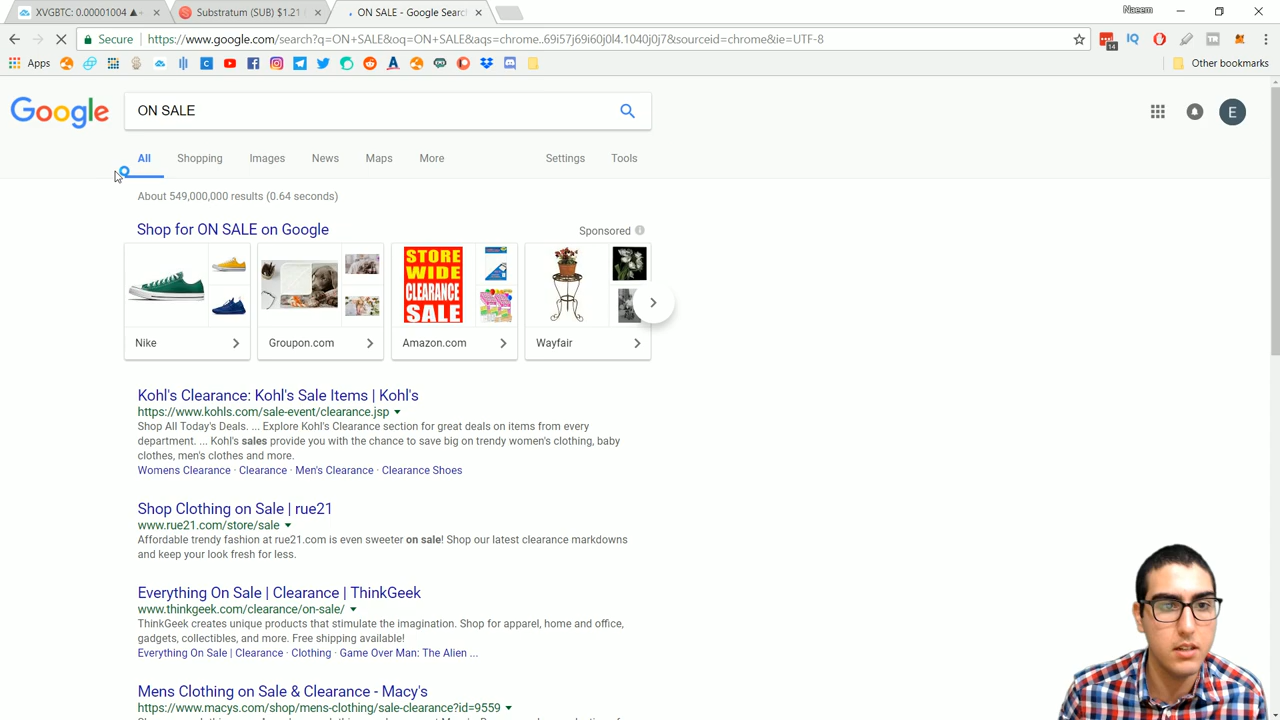 XVGBTC: 0.00001004 ▲
Substratum (SUB) $1.21
ON SALE - Google Searc
Naeem
Secure
https://www.google.com/search?q=ON+SALE&oq=ON+SALE&aqs=chrome..69i57j69i60j0l4.1040j0j7&sourceid=chrome&ie=UTF-8
14
Apps
Other bookmarks
Google
ON SALE
E
All Shopping Images News Maps More Settings Tools
About 549,000,000 results (0.64 seconds)
Shop for ON SALE on Google
Sponsored
STORE
WIDE
CLEARANCE
SALE
Nike
Groupon.com
Amazon.com
Wayfair
Kohl's Clearance: Kohl's Sale Items | Kohl's
https://www.kohls.com/sale-event/clearance.jsp
Shop All Today's Deals. ... Explore Kohl's Clearance section for great deals on items from every
department. ... Kohl's sales provide you with the chance to save big on trendy women's clothing, baby
clothes, men's clothes and more.
Womens Clearance · Clearance · Men's Clearance · Clearance Shoes
Shop Clothing on Sale | rue21
www.rue21.com/store/sale
Affordable trendy fashion at rue21.com is even sweeter on sale! Shop our latest clearance markdowns
and keep your look fresh for less.
Everything On Sale | Clearance | ThinkGeek
www.thinkgeek.com/clearance/on-sale/
ThinkGeek creates unique products that stimulate the imagination. Shop for apparel, home and office,
gadgets, collectibles, and more. Free shipping available!
Everything On Sale | Clearance · Clothing · Game Over Man: The Alien ...
Mens Clothing on Sale & Clearance - Macy's
https://www.macys.com/shop/mens-clothing/sale-clearance?id=9559